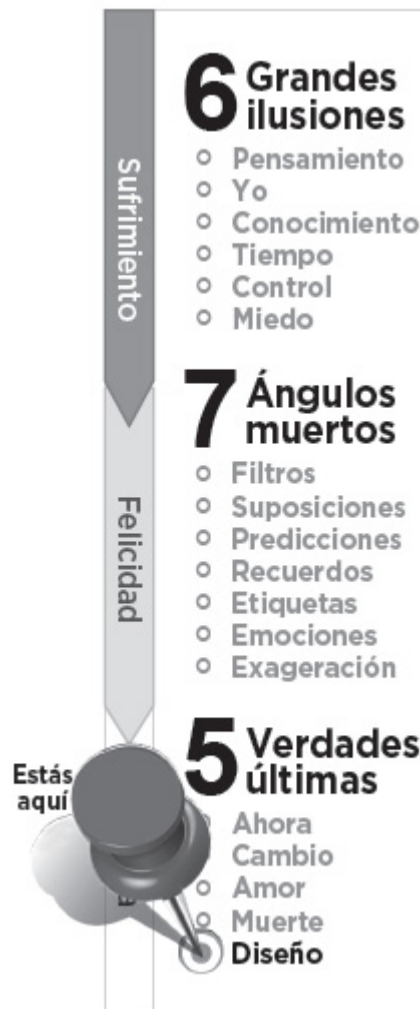 Sufrimiento
6 Grandes
ilusiones
Pensamiento
Yo
Conocimiento
Tiempo
Control
Miedo
Felicidad
7 Ángulos
muertos
Filtros
Suposiciones
Predicciones
Recuerdos
Etiquetas
Emociones
Exageración
Estás
aquí
5 Verdades
últimas
Ahora
Cambio
Amor
Muerte
Diseño